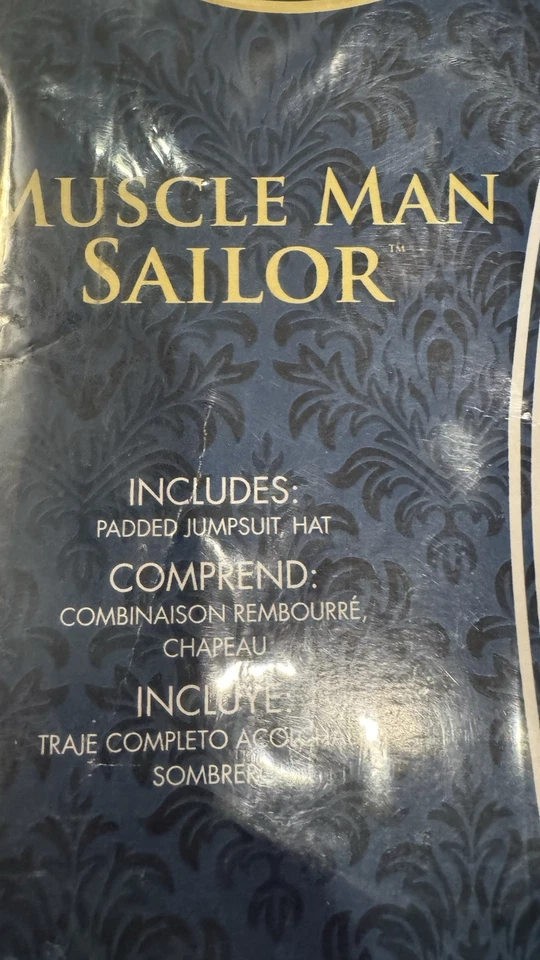 MUSCLE MAN
SAILOR™
INCLUDES:
PADDED JUMPSUIT, HAT
COMPREND:
COMBINAISON REMBOURRÉ,
CHAPEAU
INCLUYE:
TRAJE COMPLETO